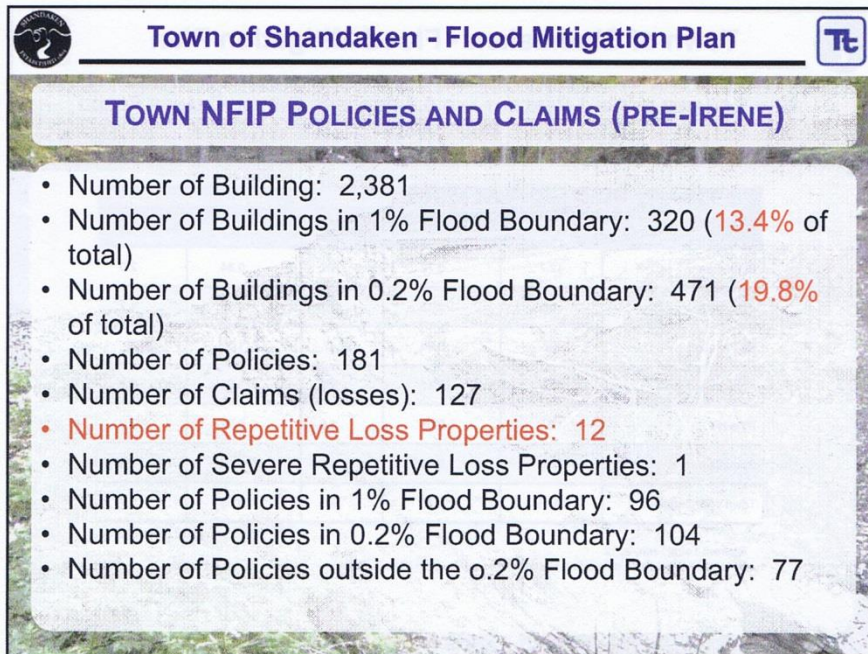 SHANDAKEN
Town of Shandaken - Flood Mitigation Plan
Tt
TOWN NFIP POLICIES AND CLAIMS (PRE-IRENE)
• Number of Building: 2,381
• Number of Buildings in 1% Flood Boundary: 320 (13.4% of
total)
• Number of Buildings in 0.2% Flood Boundary: 471 (19.8%
of total)
• Number of Policies: 181
• Number of Claims (losses): 127
• Number of Repetitive Loss Properties: 12
• Number of Severe Repetitive Loss Properties: 1
• Number of Policies in 1% Flood Boundary: 96
• Number of Policies in 0.2% Flood Boundary: 104
• Number of Policies outside the o.2% Flood Boundary: 77